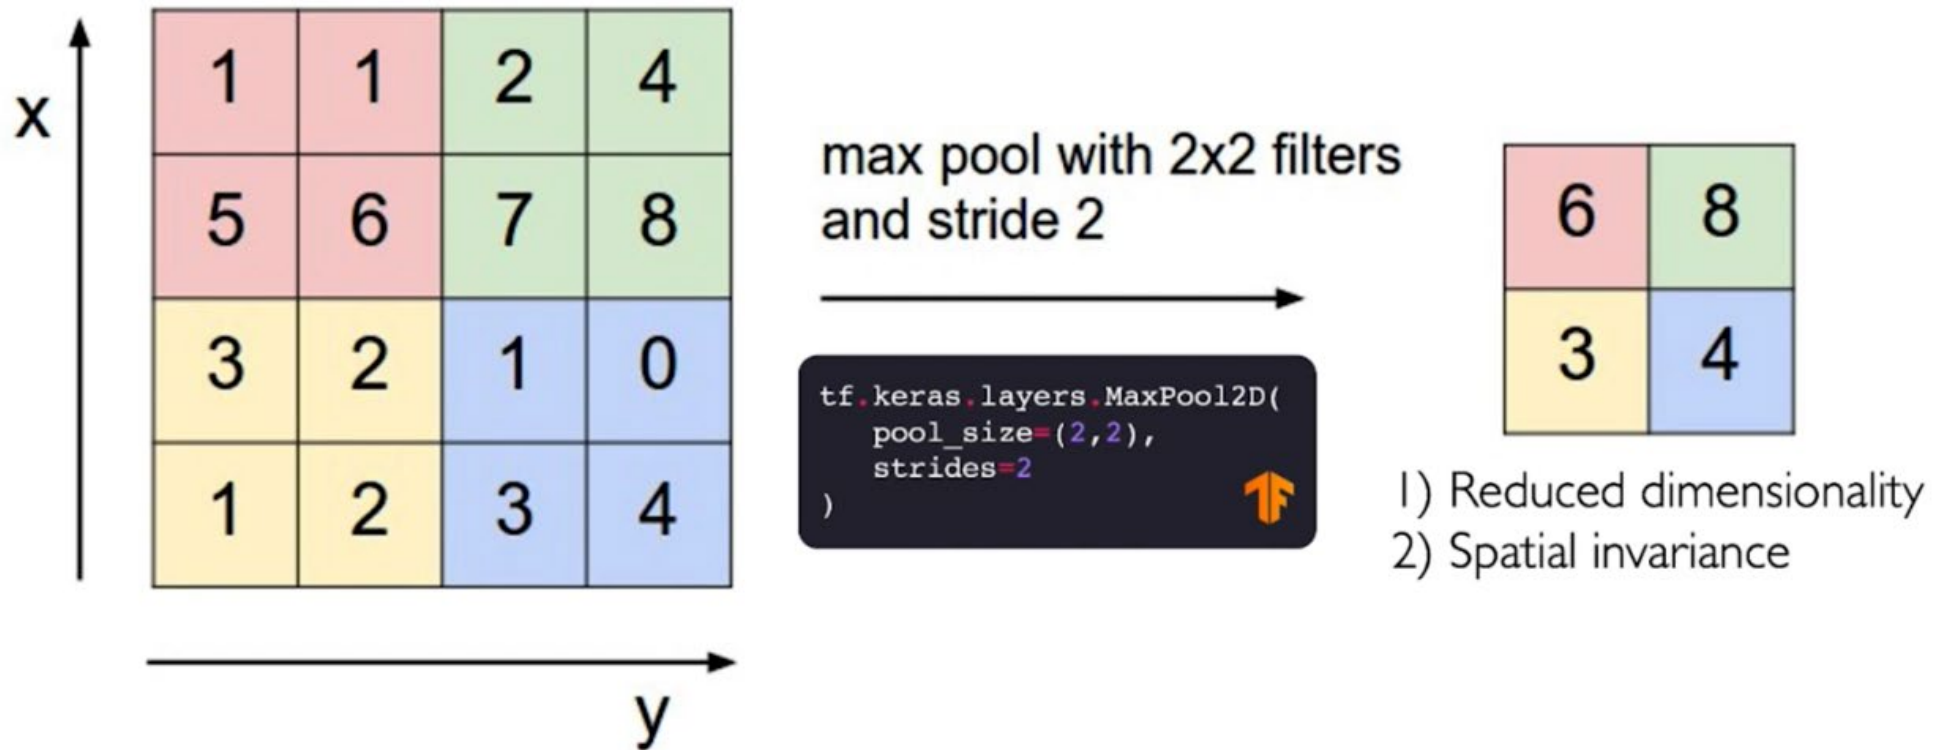 x
1 1 2 4
5 6 7 8
3 2 1 0
1 2 3 4
y
max pool with 2x2 filters
and stride 2
tf.keras.layers.MaxPool2D(
pool_size=(2,2),
strides=2
)
6 8
3 4
1) Reduced dimensionality
2) Spatial invariance